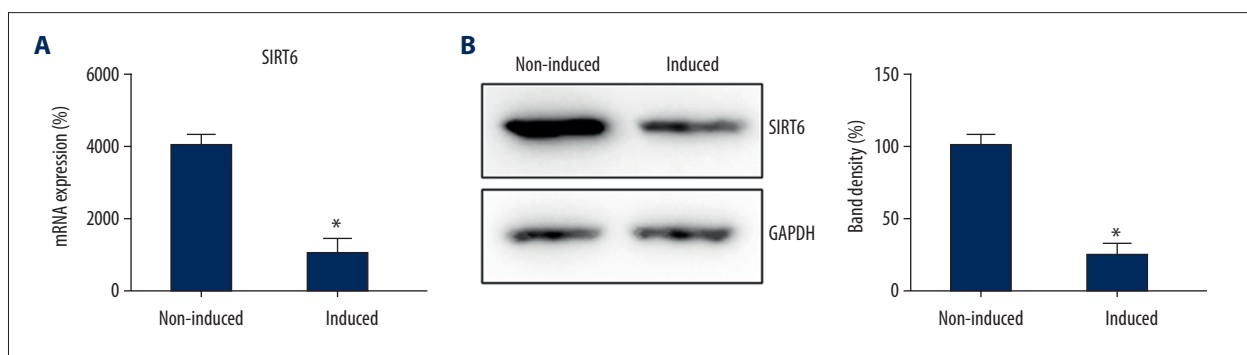 A
SIRT6
mRNA expression (%)
6000
4000
2000
0
Non-induced
Induced
*
B
Non-induced
Induced
SIRT6
GAPDH
Band density (%)
150
100
50
0
Non-induced
Induced
*